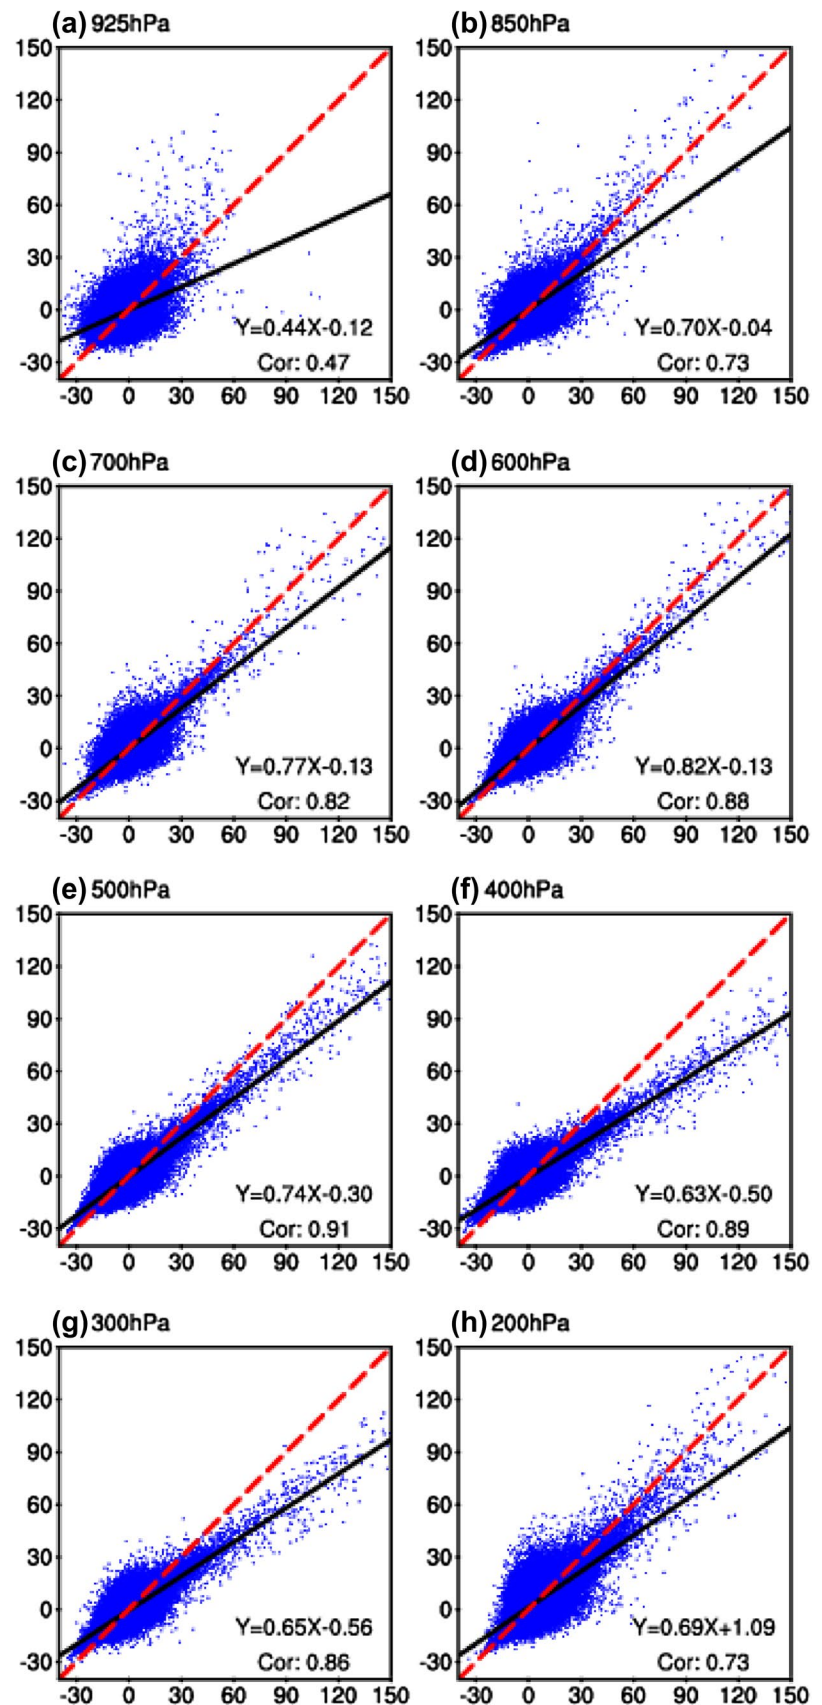 (a) 925hPa
150
120
90
60
30
0
-30
Y=0.44X-0.12
Cor: 0.47
-30 0 30 60 90 120 150
(b) 850hPa
150
120
90
60
30
0
-30
Y=0.70X-0.04
Cor: 0.73
-30 0 30 60 90 120 150
(c) 700hPa
150
120
90
60
30
0
-30
Y=0.77X-0.13
Cor: 0.82
-30 0 30 60 90 120 150
(d) 600hPa
150
120
90
60
30
0
-30
Y=0.82X-0.13
Cor: 0.88
-30 0 30 60 90 120 150
(e) 500hPa
150
120
90
60
30
0
-30
Y=0.74X-0.30
Cor: 0.91
-30 0 30 60 90 120 150
(f) 400hPa
150
120
90
60
30
0
-30
Y=0.63X-0.50
Cor: 0.89
-30 0 30 60 90 120 150
(g) 300hPa
150
120
90
60
30
0
-30
Y=0.65X-0.56
Cor: 0.86
-30 0 30 60 90 120 150
(h) 200hPa
150
120
90
60
30
0
-30
Y=0.69X+1.09
Cor: 0.73
-30 0 30 60 90 120 150